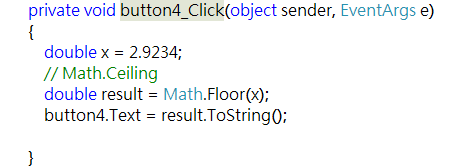 private void button4_Click(object sender, EventArgs e)
{
double x = 2.9234;
// Math.Ceiling
double result = Math.Floor(x);
button4.Text = result.ToString();
}